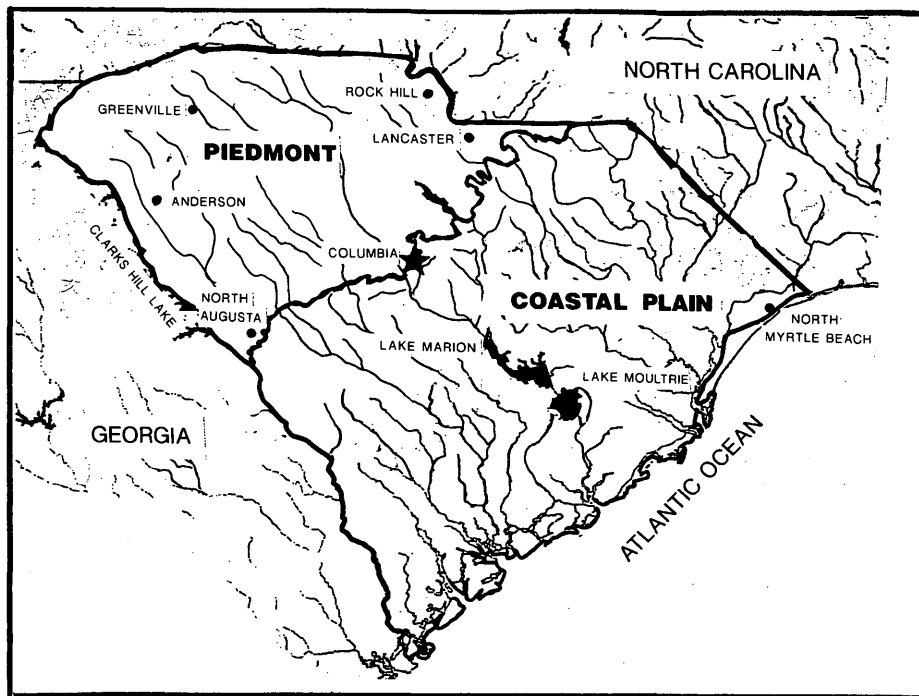 NORTH CAROLINA
ROCK HILL
GREENVILLE
LANCASTER
PIEDMONT
ANDERSON
CLARKS HILL LAKE
COLUMBIA
NORTH
AUGUSTA
COASTAL PLAIN
NORTH
MYRTLE BEACH
LAKE MARION
LAKE MOULTRIE
GEORGIA
ATLANTIC OCEAN